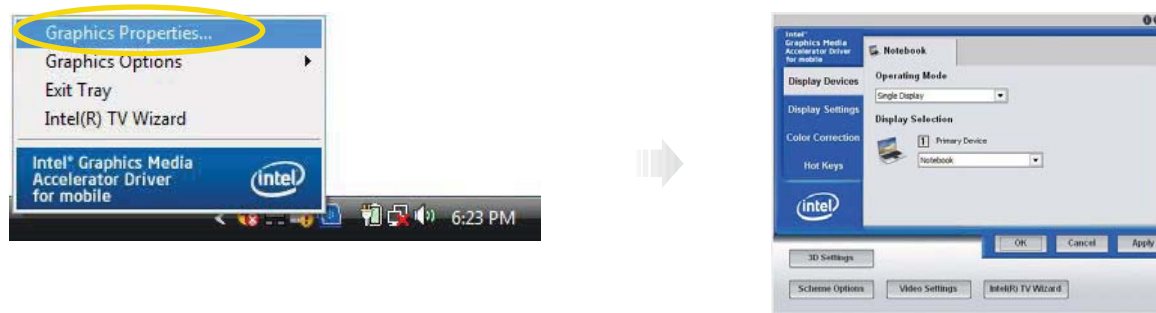 Graphics Properties...
Graphics Options
Exit Tray
Intel(R) TV Wizard
Intel® Graphics Media
Accelerator Driver
for mobile
intel
6:23 PM
Intel®
Graphics Media
Accelerator Driver
for mobile
Notebook
Display Devices
Operating Mode
Single Display
Display Settings
Display Selection
Color Correction
1 Primary Device
Notebook
Hot Keys
intel
OK Cancel Apply
3D Settings
Scheme Options Video Settings Intel(R) TV Wizard